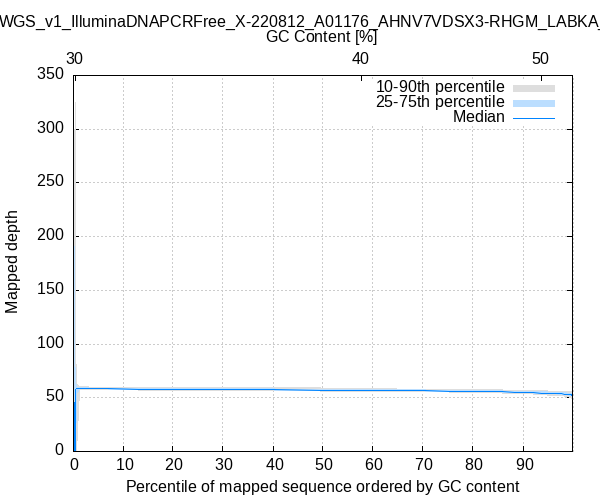 WGS_v1_IlluminaDNAPCRFree_X-220812_A01176_AHNV7VDSX3-RHGM_LABKA_
GC Content [%]
30 40 50
350
10-90th percentile
25-75th percentile
Median
300
250
200
150
100
50
0
Mapped depth
0 10 20 30 40 50 60 70 80 90
Percentile of mapped sequence ordered by GC content